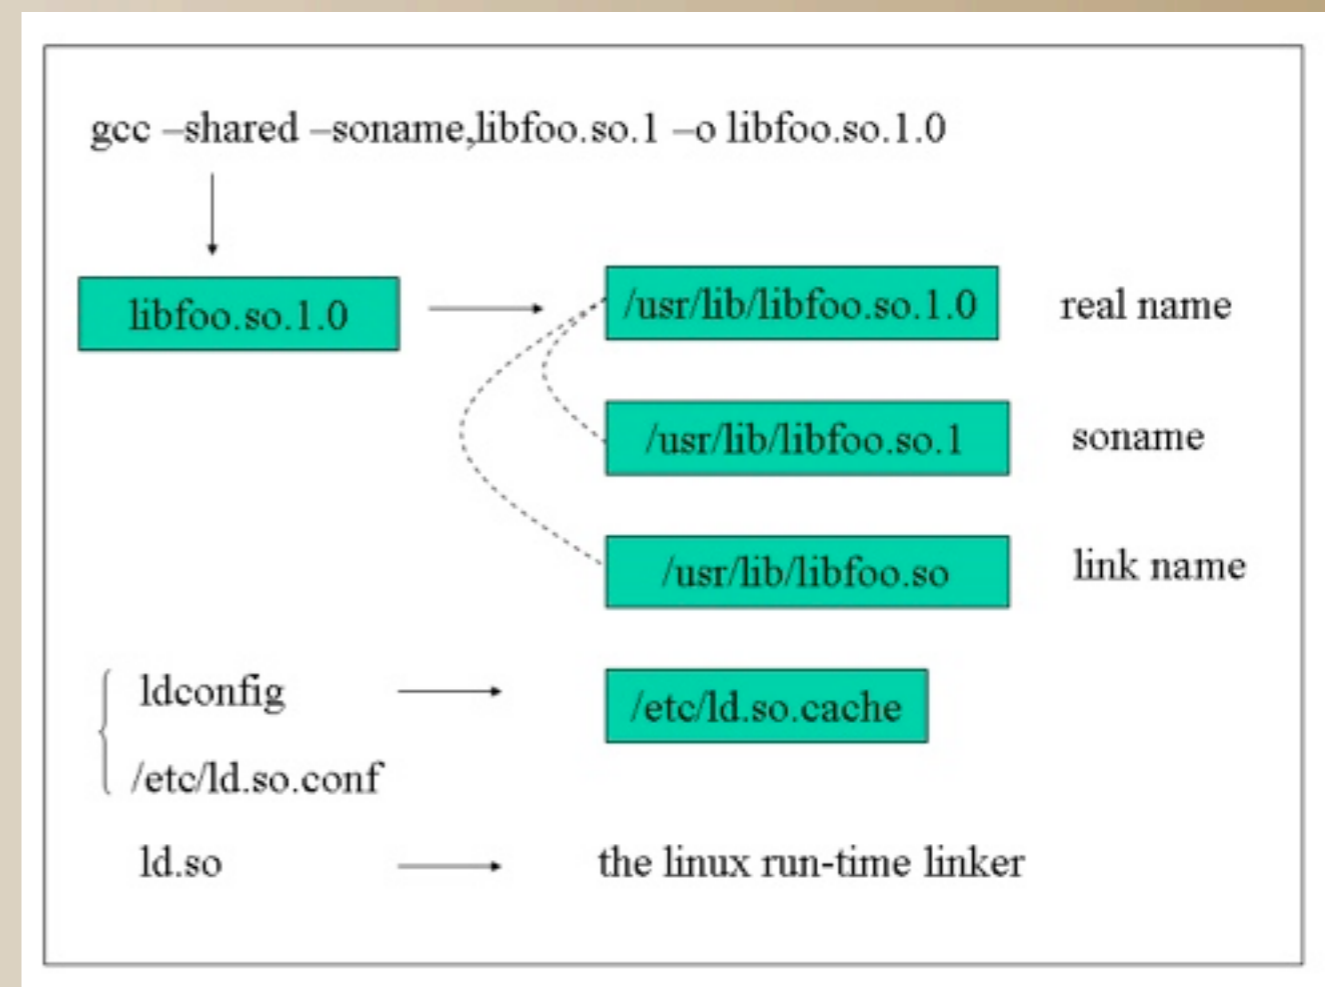 gcc –shared –soname,libfoo.so.1 –o libfoo.so.1.0
libfoo.so.1.0
/usr/lib/libfoo.so.1.0
real name
/usr/lib/libfoo.so.1
soname
/usr/lib/libfoo.so
link name
ldconfig
/etc/ld.so.cache
/etc/ld.so.conf
ld.so
the linux run-time linker